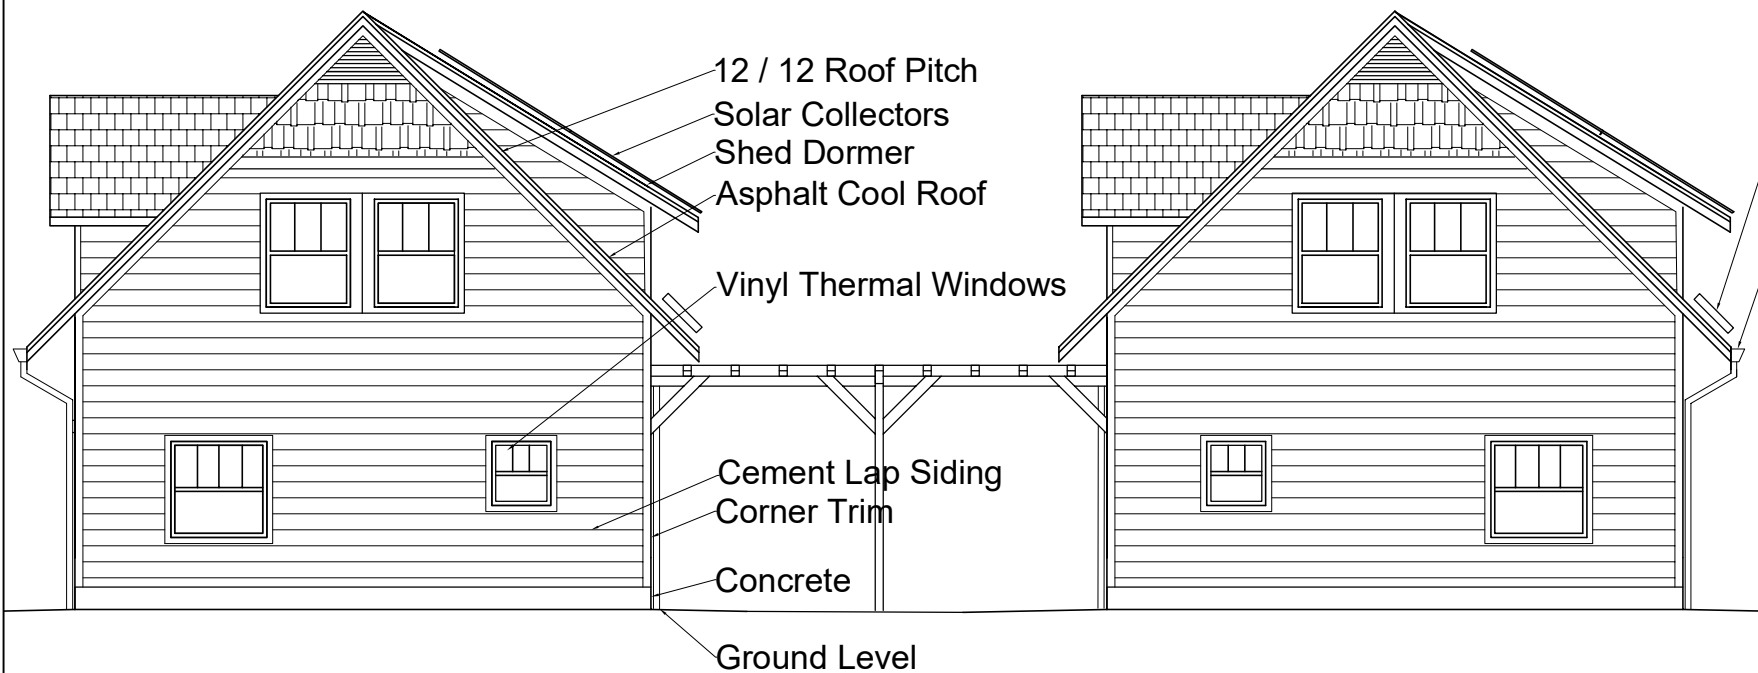 12 / 12 Roof Pitch
Solar Collectors
Shed Dormer
Asphalt Cool Roof
Vinyl Thermal Windows
Cement Lap Siding
Corner Trim
Concrete
Ground Level